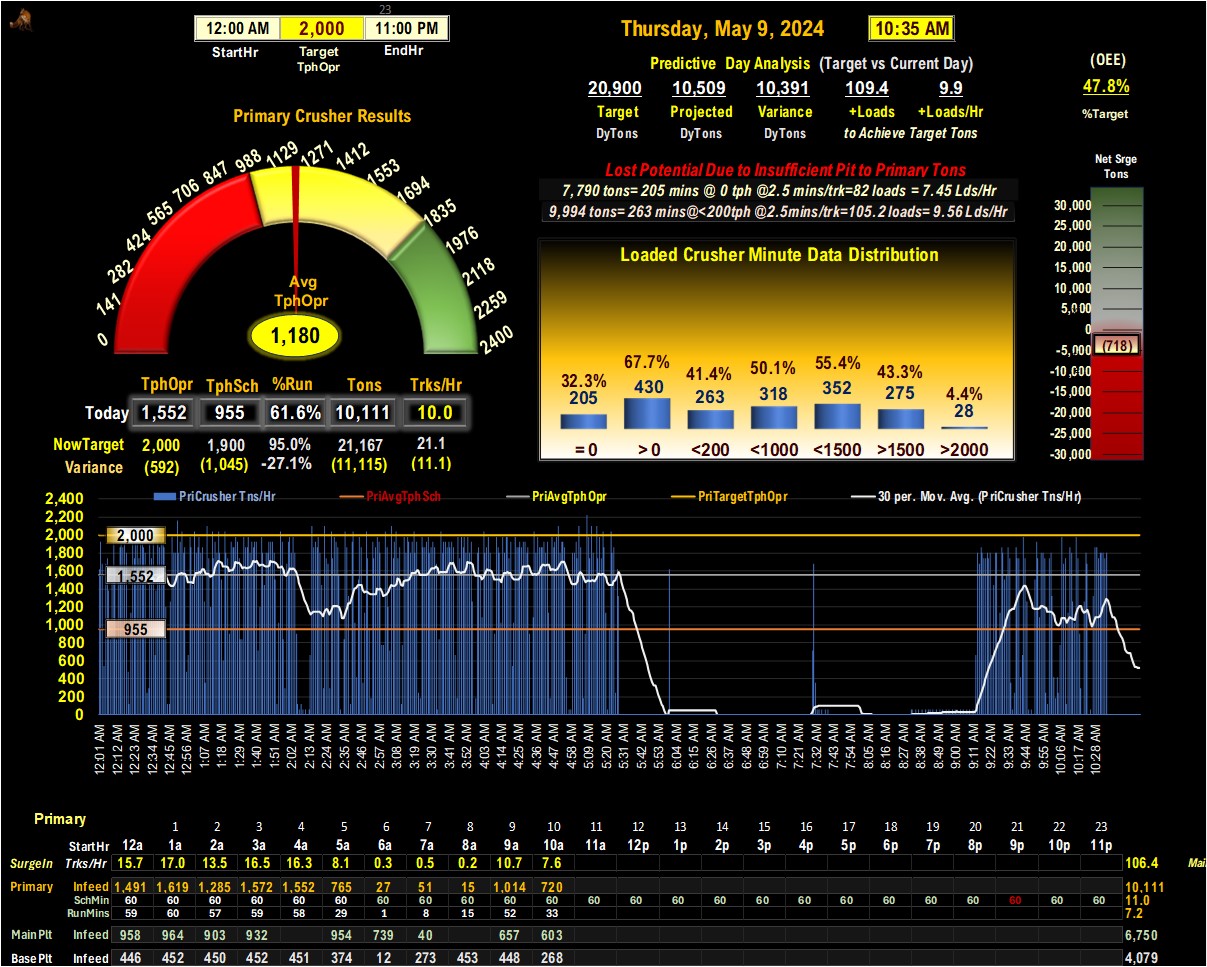 23
12:00 AM 2,000 11:00 PM
StartHr Target EndHr
TphOpr
Thursday, May 9, 2024 10:35 AM
Predictive Day Analysis (Target vs Current Day)
20,900 10,509 10,391 109.4 9.9
Target Projected Variance +Loads +Loads/Hr
DyTons DyTons DyTons to Achieve Target Tons
(OEE)
47.8%
%Target
Primary Crusher Results
0 141 282 424 565 706 847 988 1129 1271 1412 1553 1694 1835 1976 2118 2259 2400
Avg
TphOpr
1,180
Lost Potential Due to Insufficient Pit to Primary Tons
7,790 tons= 205 mins @ 0 tph @2.5 mins/trk=82 loads = 7.45 Lds/Hr
9,994 tons= 263 mins@<200tph @2.5mins/trk=105.2 loads= 9.56 Lds/Hr
Net Srge
Tons
30,000
25,000
20,000
15,000
10,000
5,000
0
-5,000
(718)
-10,000
-15,000
-20,000
-25,000
-30,000
Loaded Crusher Minute Data Distribution
32.3% 67.7% 41.4% 50.1% 55.4% 43.3% 4.4%
205 430 263 318 352 275 28
=0 >0 <200 <1000 <1500 >1500 >2000
TphOpr TphSch %Run Tons Trks/Hr
Today 1,552 955 61.6% 10,111 10.0
NowTarget 2,000 1,900 95.0% 21,167 21.1
Variance (592) (1,045) -27.1% (11,115) (11.1)
PriCrusher Tns/Hr PriAvgTphSch PriAvgTphOpr PriTargetTphOpr 30 per. Mov. Avg. (PriCrusher Tns/Hr)
2,400
2,200
2,000 2,000
1,800
1,600
1,552
1,400
1,200
1,000
955
800
600
400
200
0
12:01 AM 12:12 AM 12:23 AM 12:34 AM 12:45 AM 12:56 AM 1:07 AM 1:18 AM 1:29 AM 1:40 AM 1:51 AM 2:02 AM 2:13 AM 2:24 AM 2:35 AM 2:46 AM 2:57 AM 3:08 AM 3:19 AM 3:30 AM 3:41 AM 3:52 AM 4:03 AM 4:14 AM 4:25 AM 4:36 AM 4:47 AM 4:58 AM 5:09 AM 5:20 AM 5:31 AM 5:42 AM 5:53 AM 6:04 AM 6:15 AM 6:26 AM 6:37 AM 6:48 AM 6:59 AM 7:10 AM 7:21 AM 7:32 AM 7:43 AM 7:54 AM 8:05 AM 8:16 AM 8:27 AM 8:38 AM 8:49 AM 9:00 AM 9:11 AM 9:22 AM 9:33 AM 9:44 AM 9:55 AM 10:06 AM 10:17 AM 10:28 AM
Primary
1 2 3 4 5 6 7 8 9 10 11 12 13 14 15 16 17 18 19 20 21 22 23
StartHr 12a 1a 2a 3a 4a 5a 6a 7a 8a 9a 10a 11a 12p 1p 2p 3p 4p 5p 6p 7p 8p 9p 10p 11p
SurgeIn Trks/Hr 15.7 17.0 13.5 16.5 16.3 8.1 0.3 0.5 0.2 10.7 7.6 106.4
Primary Infeed 1,491 1,619 1,285 1,572 1,552 765 27 51 15 1,014 720 10,111
SchMin 60 60 60 60 60 60 60 60 60 60 60 60 60 60 60 60 60 60 60 60 60 60 60 60 11.0
RunMins 59 60 57 59 58 29 1 8 15 52 33 7.2
MainPlt Infeed 958 964 903 932 954 739 40 657 603 6,750
BasePlt Infeed 446 452 450 452 451 374 12 273 453 448 268 4,079